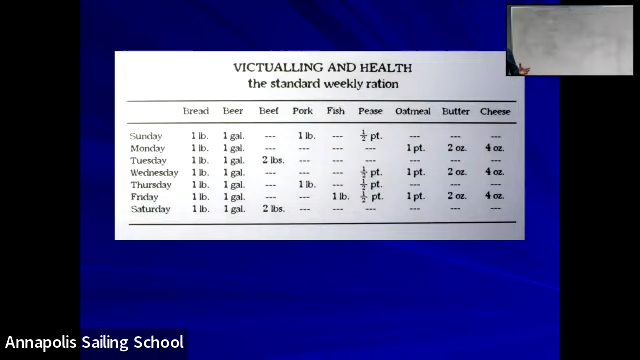 VICTUALLING AND HEALTH
the standard weekly ration
Bread Beer Beef Pork Fish Pease Oatmeal Butter Cheese
Sunday 1 lb. 1 gal. --- 1 lb. --- ½ pt. --- --- ---
Monday 1 lb. 1 gal. --- --- --- --- 1 pt. 2 oz. 4 oz.
Tuesday 1 lb. 1 gal. 2 lbs. --- --- --- --- --- ---
Wednesday 1 lb. 1 gal. --- --- --- ½ pt. 1 pt. 2 oz. 4 oz.
Thursday 1 lb. 1 gal. --- 1 lb. --- ½ pt. --- --- ---
Friday 1 lb. 1 gal. --- --- 1 lb. ½ pt. 1 pt. 2 oz. 4 oz.
Saturday 1 lb. 1 gal. 2 lbs. --- --- --- --- --- ---
Annapolis Sailing School